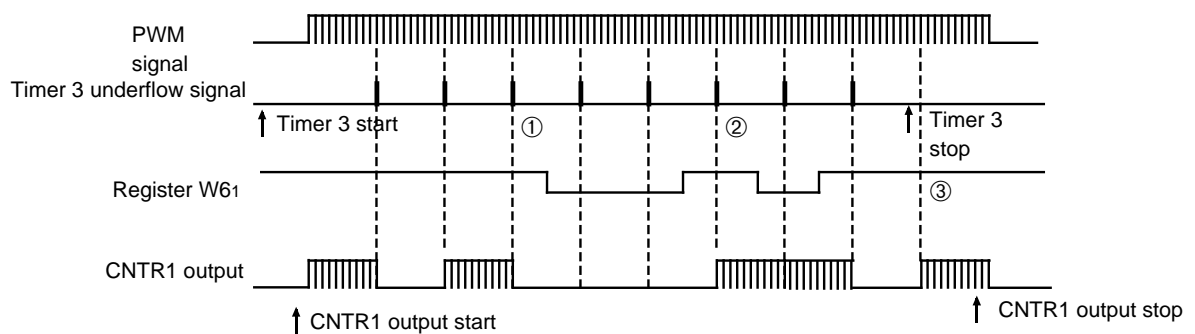 PWM
signal
Timer 3 underflow signal
Timer 3 start
①
②
Timer 3
stop
Register W61
③
CNTR1 output
CNTR1 output start
CNTR1 output stop